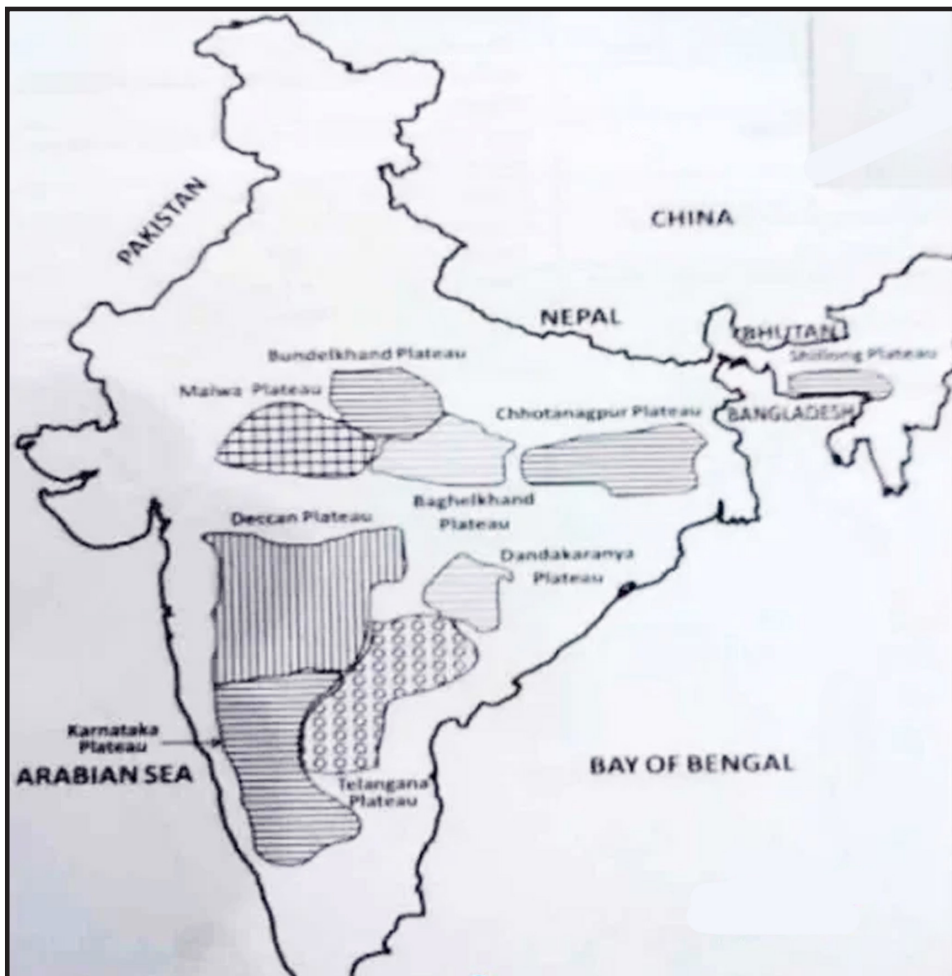 PAKISTAN
CHINA
NEPAL
BHUTAN
Shillong Plateau
Bundelkhand Plateau
Malwa Plateau
Chhotanagpur Plateau
BANGLADESH
Baghelkhand
Plateau
Deccan Plateau
Dandakaranya
Plateau
Karnataka
Plateau
ARABIAN SEA
BAY OF BENGAL
Telangana
Plateau